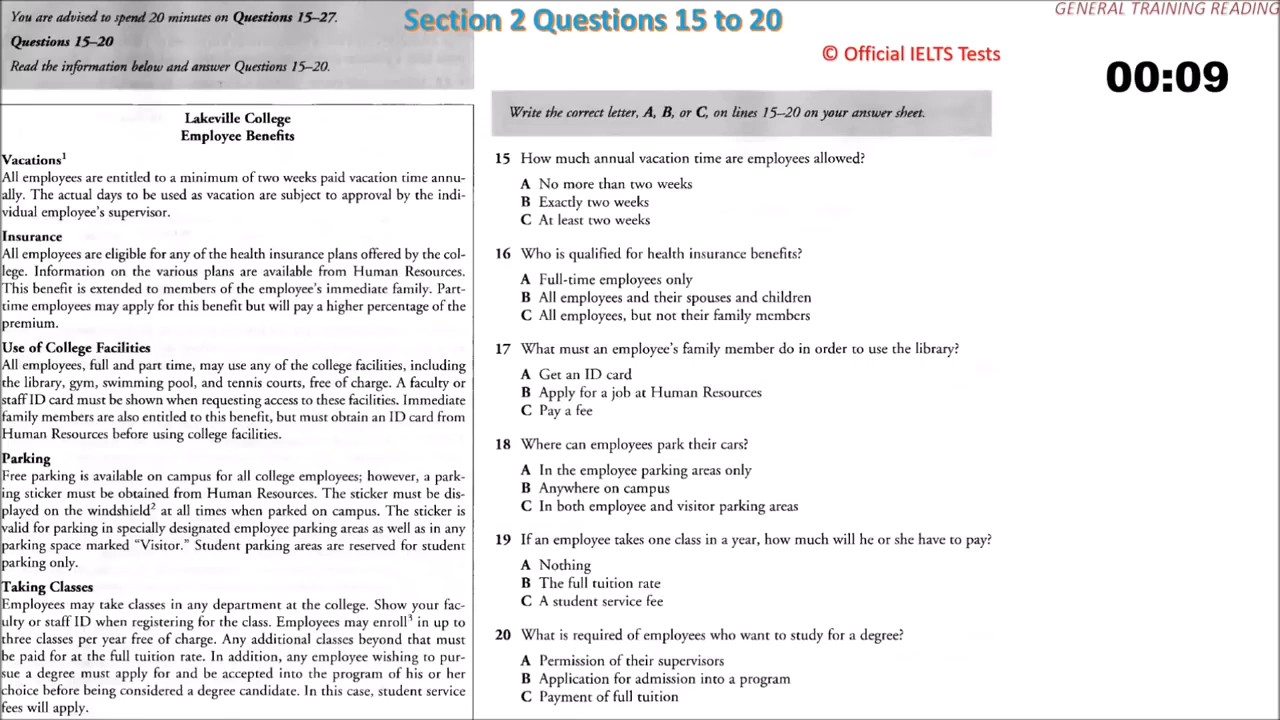 You are advised to spend 20 minutes on Questions 15–27.
Questions 15–20
Read the information below and answer Questions 15–20.
Section 2 Questions 15 to 20
GENERAL TRAINING READING
© Official IELTS Tests
00:09
Lakeville College
Employee Benefits
Vacations¹
All employees are entitled to a minimum of two weeks paid vacation time annu-
ally. The actual days to be used as vacation are subject to approval by the indi-
vidual employee's supervisor.
Insurance
All employees are eligible for any of the health insurance plans offered by the col-
lege. Information on the various plans are available from Human Resources.
This benefit is extended to members of the employee's immediate family. Part-
time employees may apply for this benefit but will pay a higher percentage of the
premium.
Use of College Facilities
All employees, full and part time, may use any of the college facilities, including
the library, gym, swimming pool, and tennis courts, free of charge. A faculty or
staff ID card must be shown when requesting access to these facilities. Immediate
family members are also entitled to this benefit, but must obtain an ID card from
Human Resources before using college facilities.
Parking
Free parking is available on campus for all college employees; however, a park-
ing sticker must be obtained from Human Resources. The sticker must be dis-
played on the windshield² at all times when parked on campus. The sticker is
valid for parking in specially designated employee parking areas as well as in any
parking space marked "Visitor." Student parking areas are reserved for student
parking only.
Taking Classes
Employees may take classes in any department at the college. Show your fac-
ulty or staff ID when registering for the class. Employees may enroll³ in up to
three classes per year free of charge. Any additional classes beyond that must
be paid for at the full tuition rate. In addition, any employee wishing to pur-
sue a degree must apply for and be accepted into the program of his or her
choice before being considered a degree candidate. In this case, student service
fees will apply.
Write the correct letter, A, B, or C, on lines 15–20 on your answer sheet.
15 How much annual vacation time are employees allowed?
A No more than two weeks
B Exactly two weeks
C At least two weeks
16 Who is qualified for health insurance benefits?
A Full-time employees only
B All employees and their spouses and children
C All employees, but not their family members
17 What must an employee's family member do in order to use the library?
A Get an ID card
B Apply for a job at Human Resources
C Pay a fee
18 Where can employees park their cars?
A In the employee parking areas only
B Anywhere on campus
C In both employee and visitor parking areas
19 If an employee takes one class in a year, how much will he or she have to pay?
A Nothing
B The full tuition rate
C A student service fee
20 What is required of employees who want to study for a degree?
A Permission of their supervisors
B Application for admission into a program
C Payment of full tuition